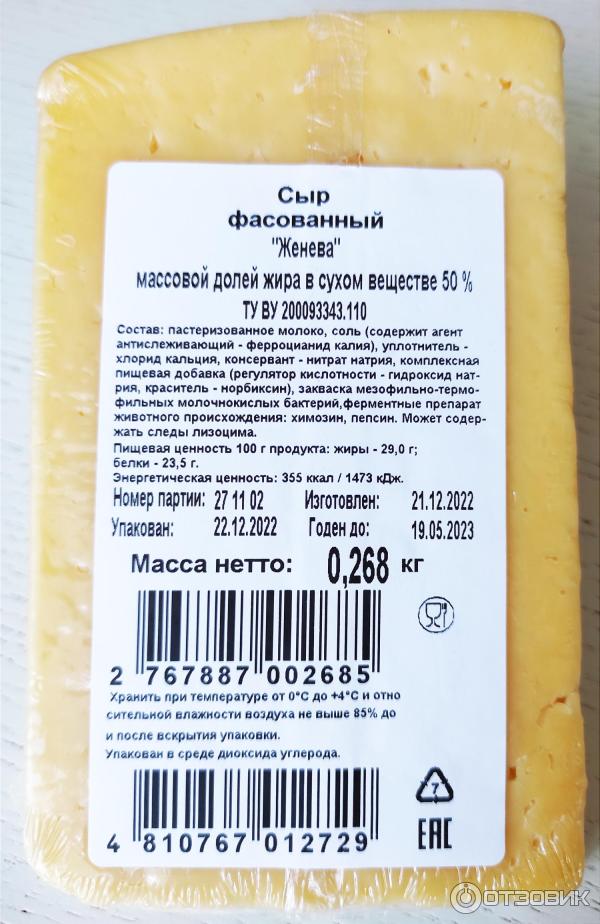 Сыр
фасованный
"Женева"
массовой долей жира в сухом веществе 50 %
ТУ BY 200093343.110
Состав: пастеризованное молоко, соль (содержит агент
антислеживающий - ферроцианид калия), уплотнитель -
хлорид кальция, консервант - нитрат натрия, комплексная
пищевая добавка (регулятор кислотности - гидроксид нат-
рия, краситель - норбиксин), закваска мезофильно-термо-
фильных молочнокислых бактерий,ферментные препарат
животного происхождения: химозин, пепсин. Может содер-
жать следы лизоцима.
Пищевая ценность 100 г продукта: жиры - 29,0 г;
белки - 23,5 г.
Энергетическая ценность: 355 ккал / 1473 кДж.
Номер партии: 27 11 02 Изготовлен: 21.12.2022
Упакован: 22.12.2022 Годен до: 19.05.2023
Масса нетто: 0,268 кг
2 767887 002685
Хранить при температуре от 0°С до +4°С и отно
сительной влажности воздуха не выше 85% до
и после вскрытия упаковки.
Упакован в среде диоксида углерода.
7
4 810767 012729
ЕАС
ОТЗОВИК